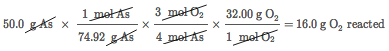 50.0 g As × 1 mol As / 74.92 g As × 3 mol O₂ / 4 mol As × 32.00 g O₂ / 1 mol O₂ = 16.0 g O₂ reacted